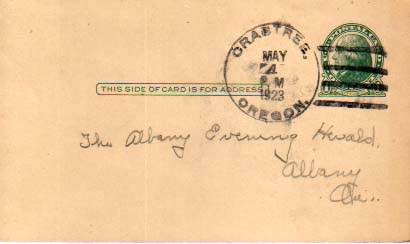 CRABTREE,
MAY
4
P M
1923
OREGON.
THIS SIDE OF CARD IS FOR ADDRESS
The Albany Evening Herald,
Albany
Ore.